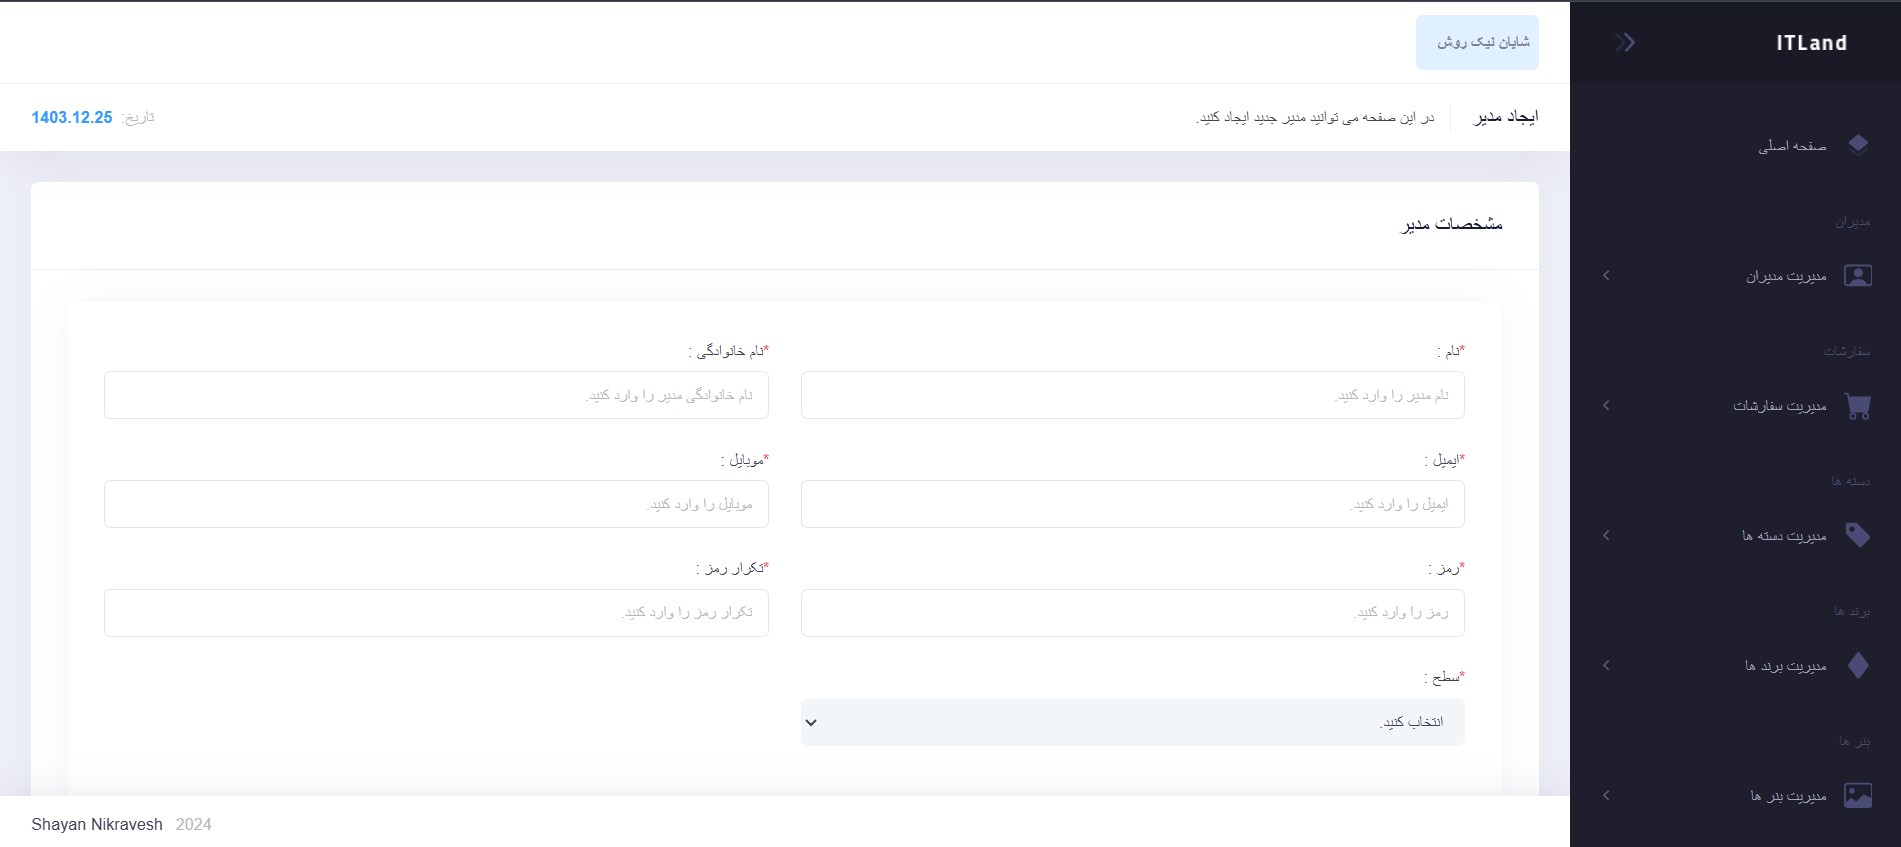 ITLand
صفحه اصلی
مدیران
مدیریت مدیران
سفارشات
مدیریت سفارشات
دسته ها
مدیریت دسته ها
برند ها
مدیریت برند ها
بنر ها
مدیریت بنر ها
شایان نیک روش
ایجاد مدیر
در این صفحه می توانید مدیر جدید ایجاد کنید.
تاریخ: 1403.12.25
مشخصات مدیر
*نام :
نام مدیر را وارد کنید.
*نام خانوادگی :
نام خانوادگی مدیر را وارد کنید.
*ایمیل :
ایمیل را وارد کنید.
*موبایل :
موبایل را وارد کنید.
*رمز :
رمز را وارد کنید.
*تکرار رمز :
تکرار رمز را وارد کنید.
*سطح :
انتخاب کنید.
Shayan Nikravesh 2024